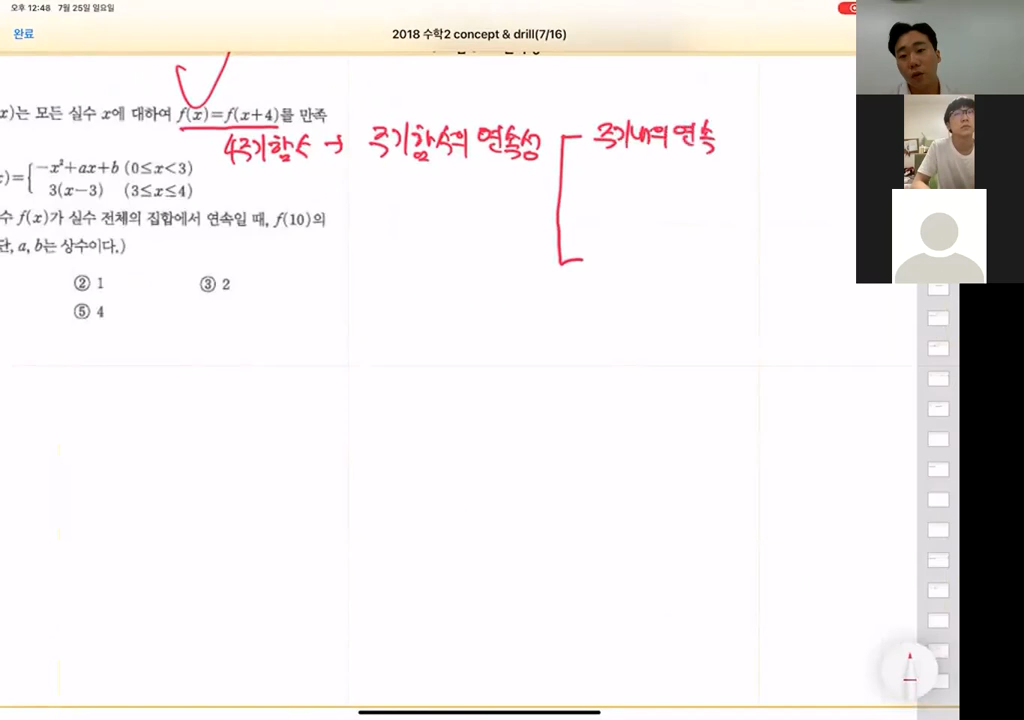 오후 12:48 7월 25일 일요일
완료
2018 수학2 concept & drill(7/16)
x)는 모든 실수 x에 대하여 f(x)=f(x+4)를 만족
4주기함수 → 주기함수의 연속성
주기내의 연속
)={ -x²+ax+b (0≤x<3)
3(x-3) (3≤x≤4)
수 f(x)가 실수 전체의 집합에서 연속일 때, f(10)의
단, a, b는 상수이다.)
② 1 ③ 2
⑤ 4